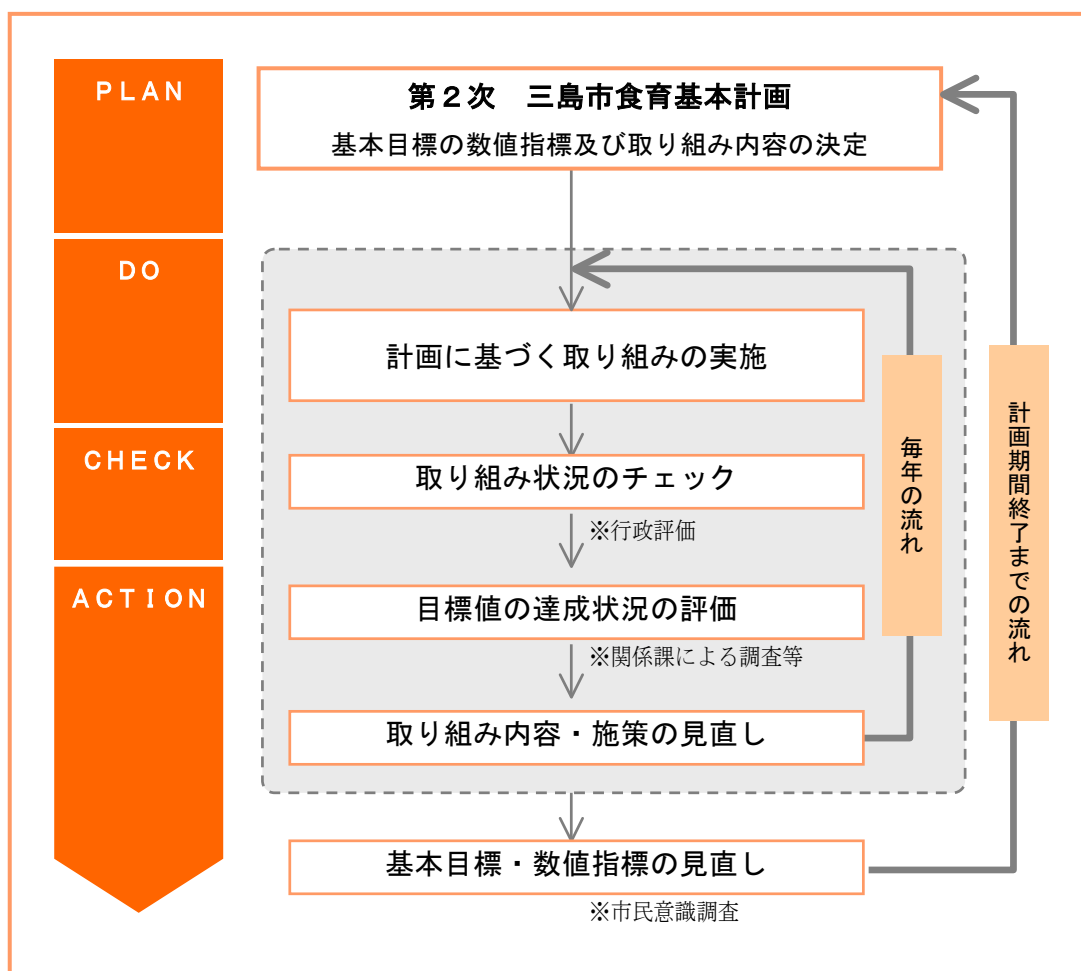 PLAN
第2次　三島市食育基本計画
基本目標の数値指標及び取り組み内容の決定
DO
計画に基づく取り組みの実施
CHECK
取り組み状況のチェック
※行政評価
ACTION
目標値の達成状況の評価
※関係課による調査等
取り組み内容・施策の見直し
毎年の流れ
計画期間終了までの流れ
基本目標・数値指標の見直し
※市民意識調査